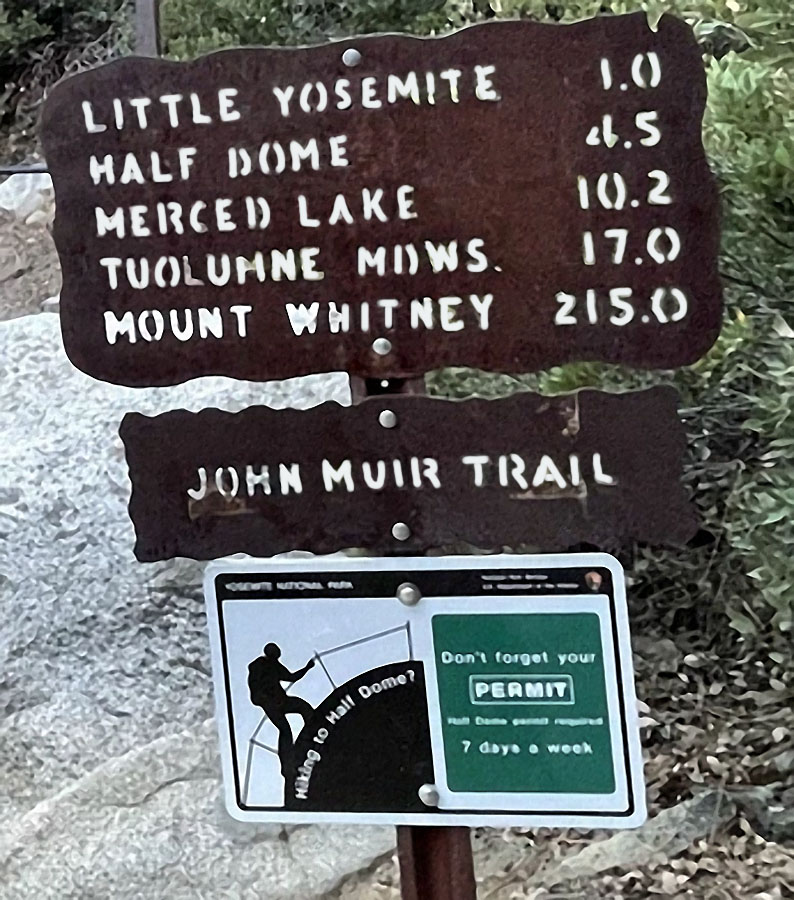 LITTLE YOSEMITE 1.0
HALF DOME 4.5
MERCED LAKE 10.2
TUOLUMNE MDWS. 17.0
MOUNT WHITNEY 215.0
JOHN MUIR TRAIL
YOSEMITE NATIONAL PARK
Hiking to Half Dome?
Don't forget your
PERMIT
Half Dome permit required
7 days a week